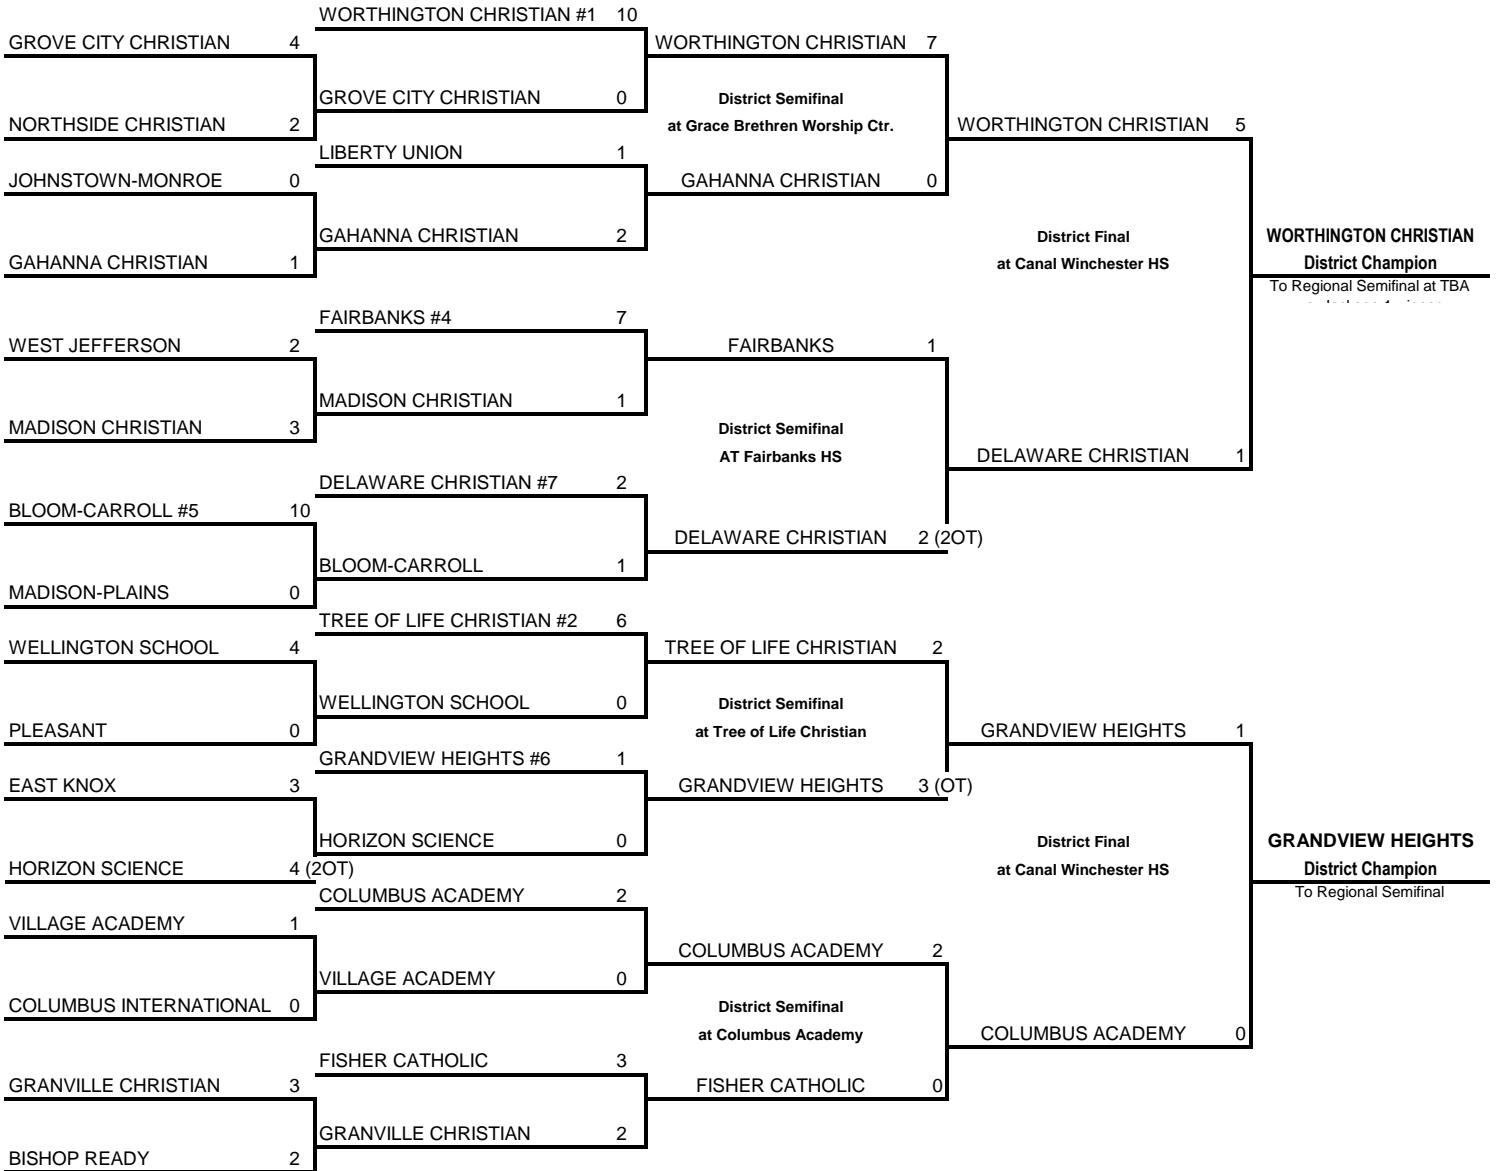 WORTHINGTON CHRISTIAN #1 10
GROVE CITY CHRISTIAN 4
WORTHINGTON CHRISTIAN 7
GROVE CITY CHRISTIAN 0
District Semifinal
NORTHSIDE CHRISTIAN 2
at Grace Brethren Worship Ctr.
WORTHINGTON CHRISTIAN 5
LIBERTY UNION 1
JOHNSTOWN-MONROE 0
GAHANNA CHRISTIAN 0
GAHANNA CHRISTIAN 2
District Final
WORTHINGTON CHRISTIAN
GAHANNA CHRISTIAN 1
at Canal Winchester HS
District Champion
To Regional Semifinal at TBA
FAIRBANKS #4 7
WEST JEFFERSON 2
FAIRBANKS 1
MADISON CHRISTIAN 1
MADISON CHRISTIAN 3
District Semifinal
AT Fairbanks HS
DELAWARE CHRISTIAN 1
DELAWARE CHRISTIAN #7 2
BLOOM-CARROLL #5 10
DELAWARE CHRISTIAN 2 (2OT)
BLOOM-CARROLL 1
MADISON-PLAINS 0
TREE OF LIFE CHRISTIAN #2 6
WELLINGTON SCHOOL 4
TREE OF LIFE CHRISTIAN 2
WELLINGTON SCHOOL 0
District Semifinal
PLEASANT 0
at Tree of Life Christian
GRANDVIEW HEIGHTS 1
GRANDVIEW HEIGHTS #6 1
EAST KNOX 3
GRANDVIEW HEIGHTS 3 (OT)
HORIZON SCIENCE 0
District Final
GRANDVIEW HEIGHTS
HORIZON SCIENCE 4 (2OT)
at Canal Winchester HS
District Champion
To Regional Semifinal
COLUMBUS ACADEMY 2
VILLAGE ACADEMY 1
COLUMBUS ACADEMY 2
VILLAGE ACADEMY 0
COLUMBUS INTERNATIONAL 0
District Semifinal
at Columbus Academy
COLUMBUS ACADEMY 0
FISHER CATHOLIC 3
GRANVILLE CHRISTIAN 3
FISHER CATHOLIC 0
GRANVILLE CHRISTIAN 2
BISHOP READY 2